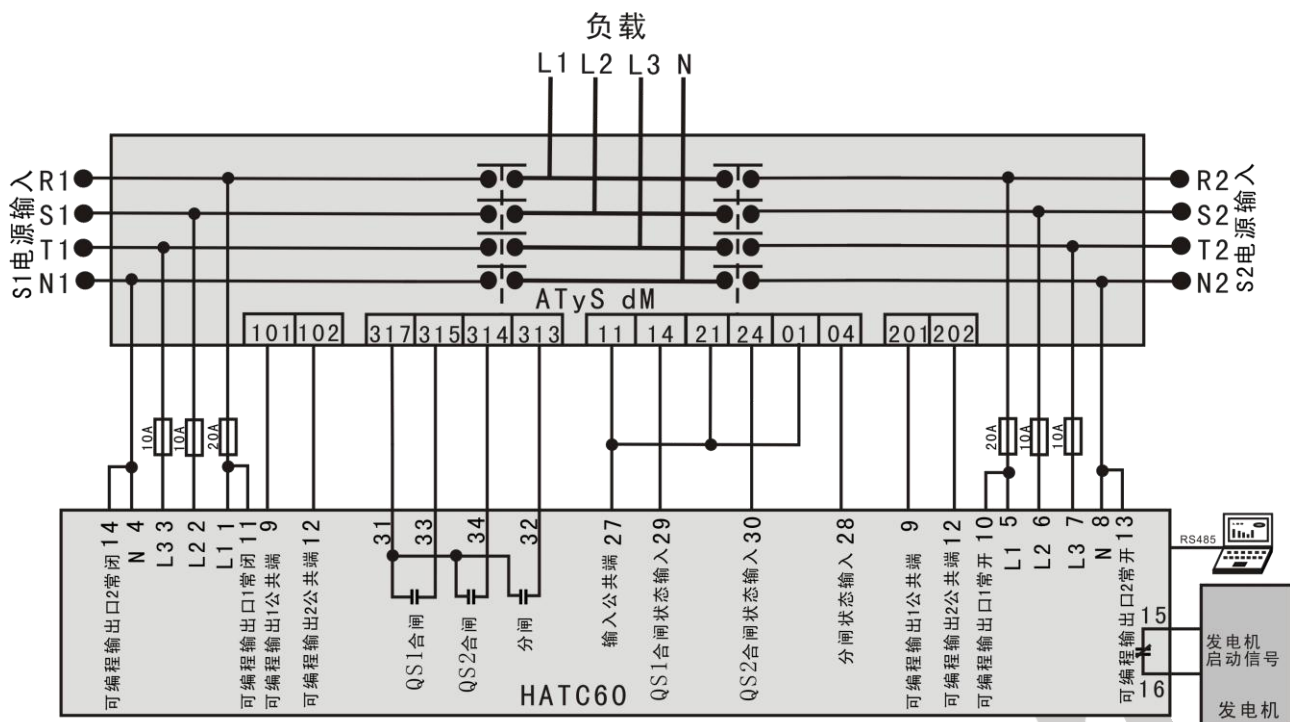 负载
L1 L2 L3 N
S1电源输入
R1
S1
T1
N1
R2
S2
T2
N2
S2电源输入
ATyS dM
101 102 317 315 314 313 11 14 21 24 01 04 201 202
10A 10A 20A
20A 10A 10A
可编程输出口2常闭 14
N 4
L3 3
L2 2
L1 1
可编程输出口1常闭 11
可编程输出1公共端 9
可编程输出2公共端 12
31
33
34
32
QS1合闸
QS2合闸
分闸
输入公共端 27
QS1合闸状态输入 29
QS2合闸状态输入 30
分闸状态输入 28
可编程输出1公共端 9
可编程输出2公共端 12
可编程输出口1常开 10
L1 5
L2 6
L3 7
N 8
可编程输出口2常开 13
RS485
15
16
发电机
启动信号
发电机
HATC60